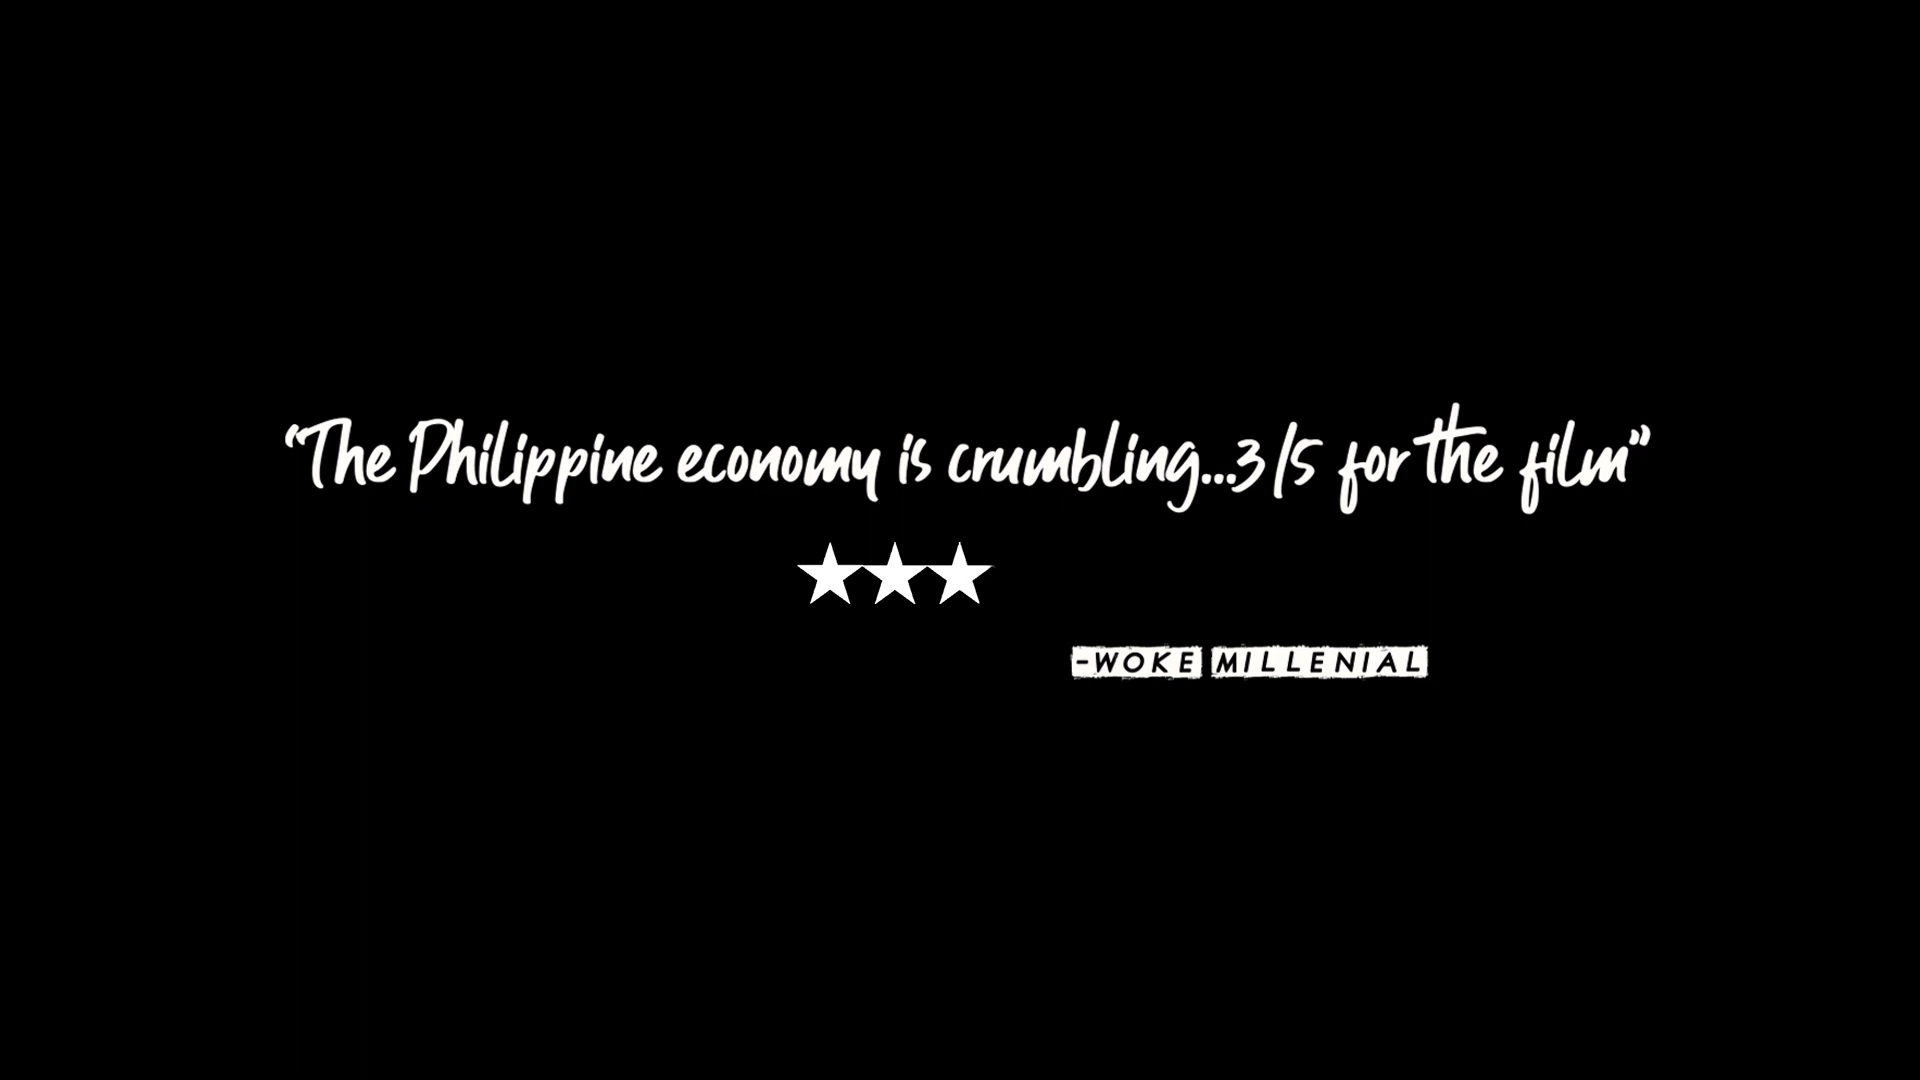 “The Philippine economy is crumbling...3/5 for the film”
-WOKE MILLENIAL